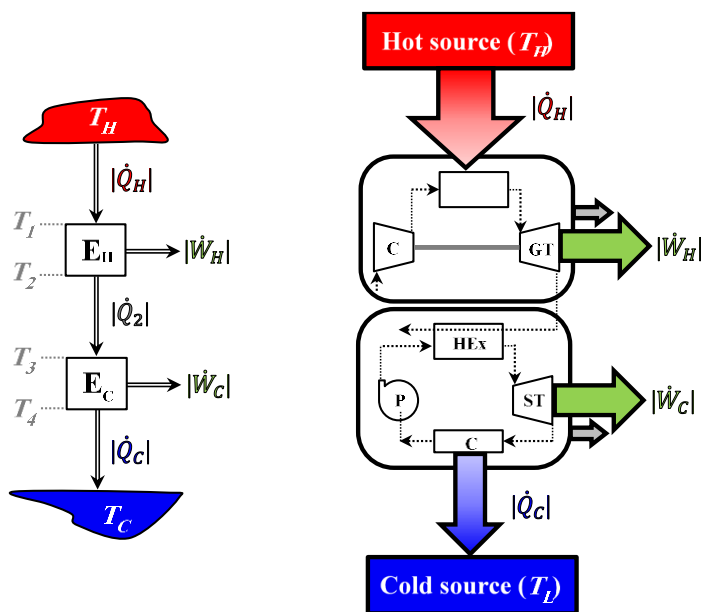 T_H
|Q̇_H|
T_1
E_H
|Ẇ_H|
T_2
|Q̇_2|
T_3
E_C
|Ẇ_C|
T_4
|Q̇_C|
T_C
Hot source (T_H)
|Q̇_H|
C
GT
|Ẇ_H|
HEx
P
ST
|Ẇ_C|
C
|Q̇_C|
Cold source (T_L)